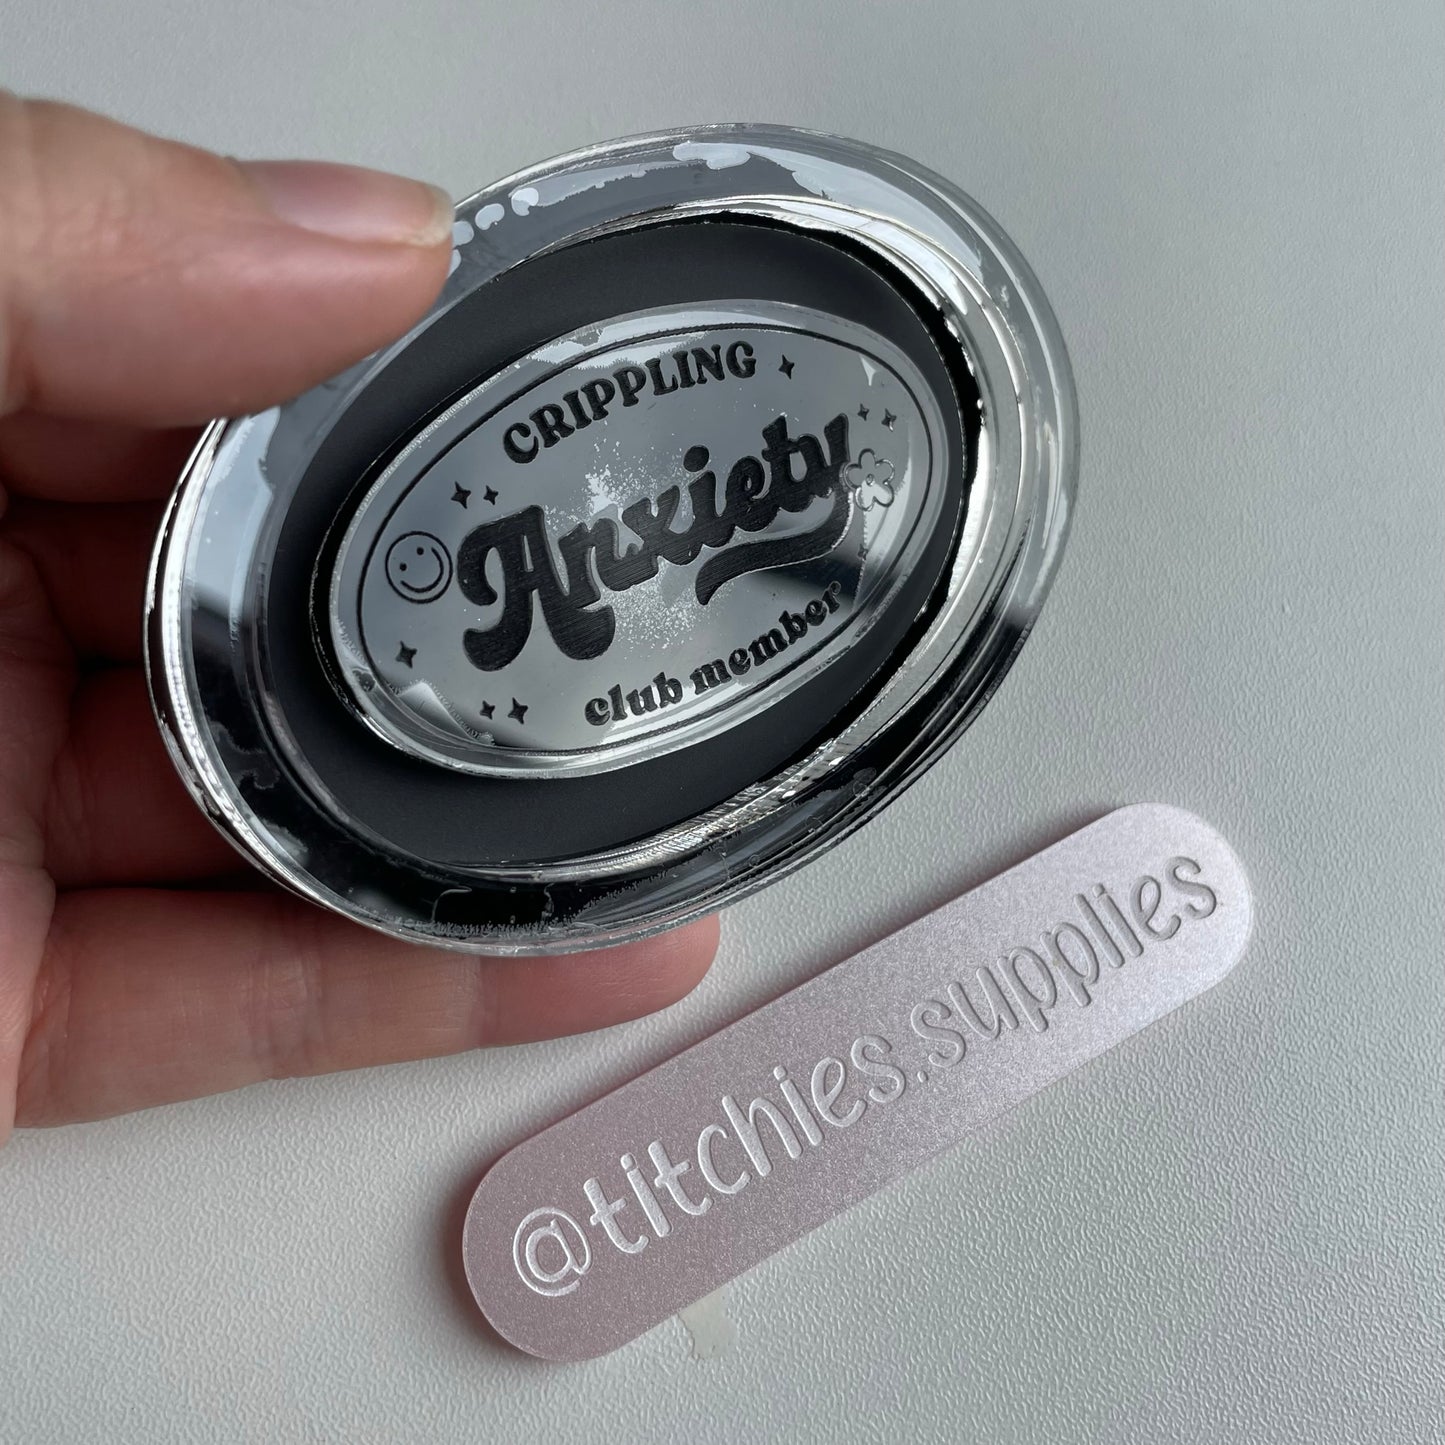 CRIPPLING
Anxiety
club member
@titchies.supplies